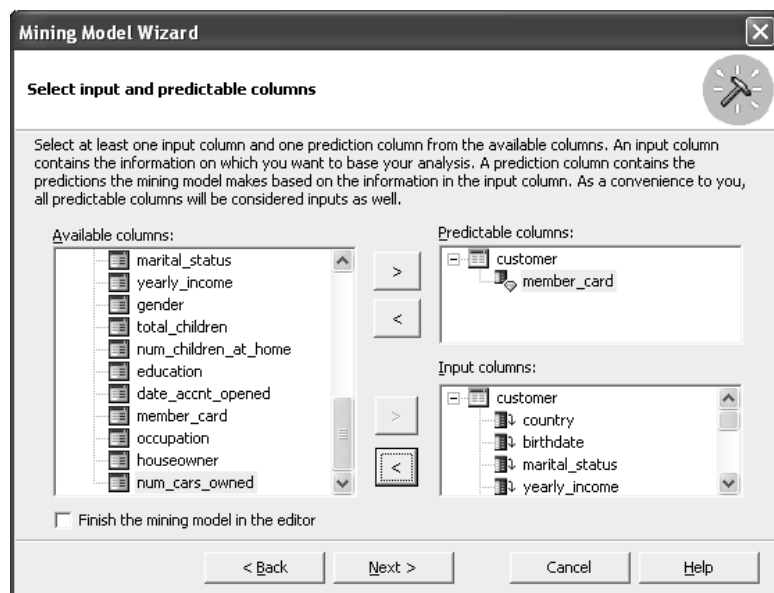 Mining Model Wizard
Select input and predictable columns
Select at least one input column and one prediction column from the available columns. An input column
contains the information on which you want to base your analysis. A prediction column contains the
predictions the mining model makes based on the information in the input column. As a convenience to you,
all predictable columns will be considered inputs as well.
Available columns:
marital_status
yearly_income
gender
total_children
num_children_at_home
education
date_accnt_opened
member_card
occupation
houseowner
num_cars_owned
>
<
>
<
Predictable columns:
customer
member_card
Input columns:
customer
country
birthdate
marital_status
yearly_income
Finish the mining model in the editor
< Back
Next >
Cancel
Help